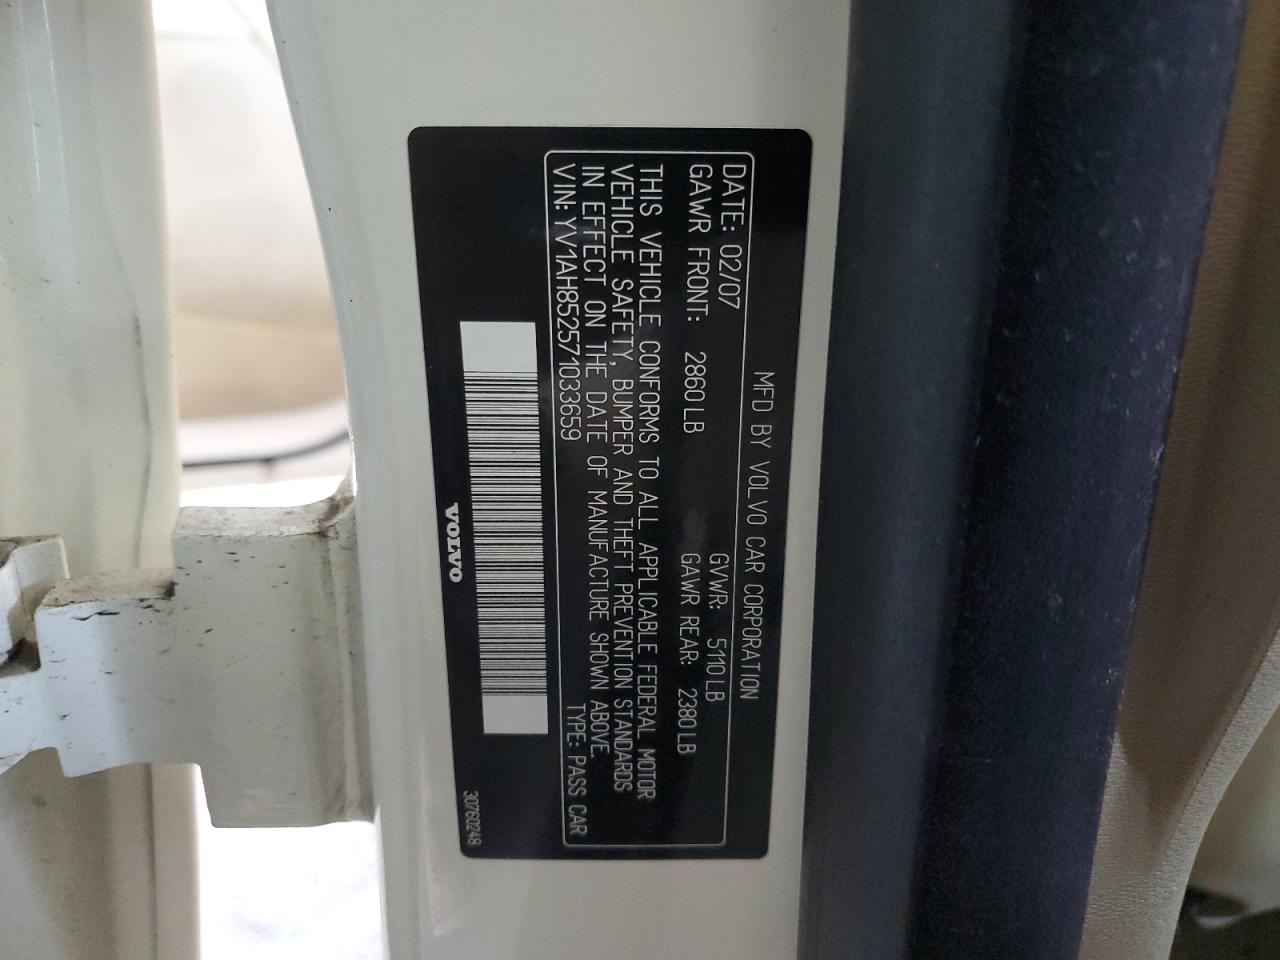 MFD BY VOLVO CAR CORPORATION
DATE: 02/07 GVWR: 5110 LB
GAWR FRONT: 2860 LB GAWR REAR: 2380 LB
THIS VEHICLE CONFORMS TO ALL APPLICABLE FEDERAL MOTOR
VEHICLE SAFETY, BUMPER AND THEFT PREVENTION STANDARDS
IN EFFECT ON THE DATE OF MANUFACTURE SHOWN ABOVE.
VIN: YV1AH852571033659 TYPE: PASS CAR
VOLVO
30760248